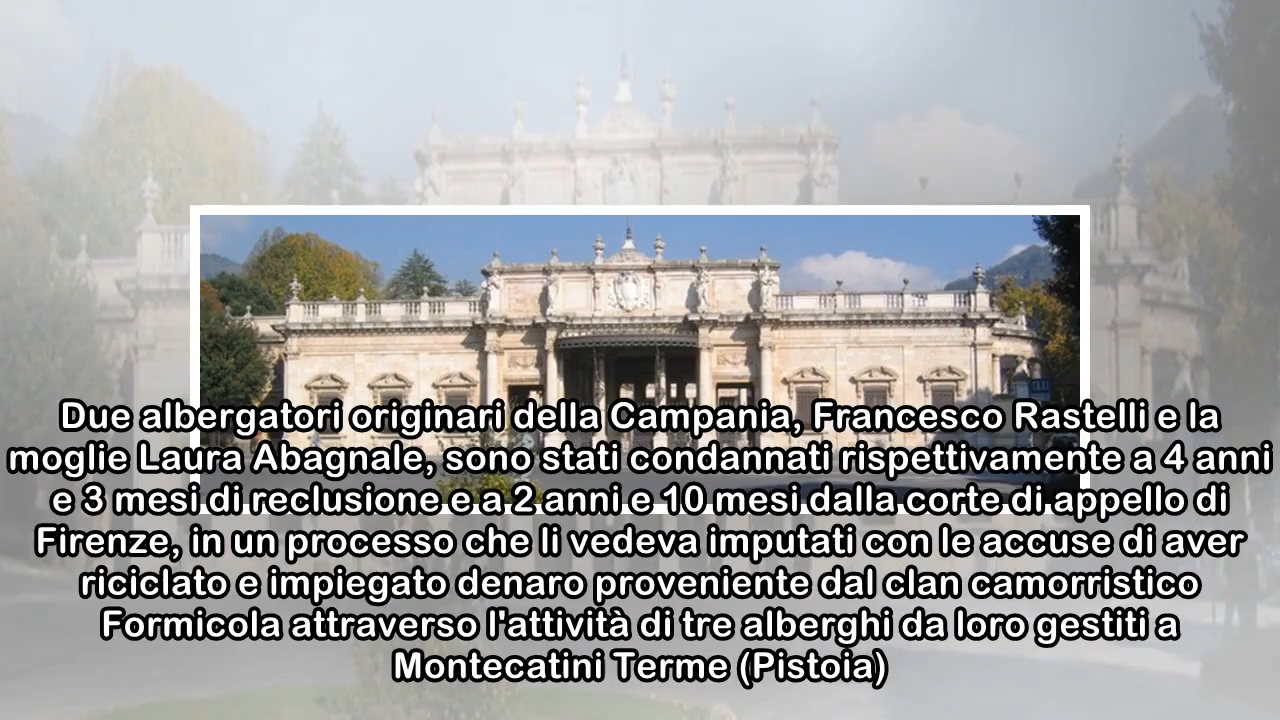 Due albergatori originari della Campania, Francesco Rastelli e la
moglie Laura Abagnale, sono stati condannati rispettivamente a 4 anni
e 3 mesi di reclusione e a 2 anni e 10 mesi dalla corte di appello di
Firenze, in un processo che li vedeva imputati con le accuse di aver
riciclato e impiegato denaro proveniente dal clan camorristico
Formicola attraverso l'attività di tre alberghi da loro gestiti a
Montecatini Terme (Pistoia)
TAXI